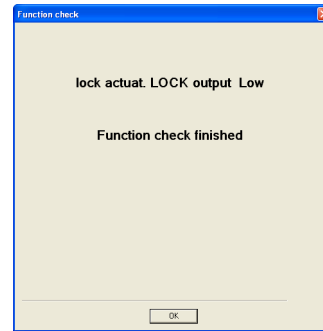 Function check
lock actuat. LOCK output Low
Function check finished
OK